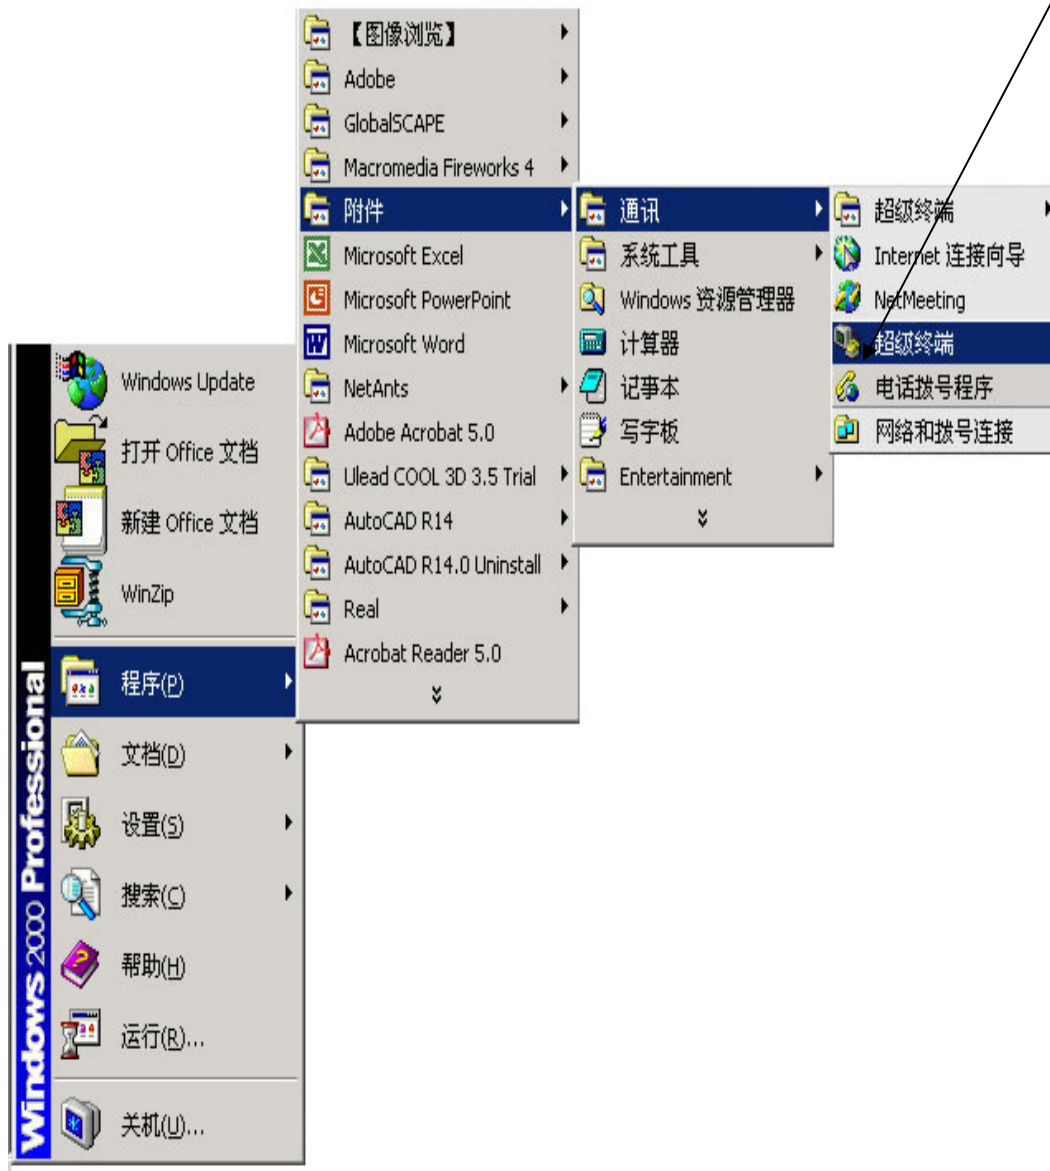 【图像浏览】
Adobe
GlobalSCAPE
Macromedia Fireworks 4
附件
Microsoft Excel
Microsoft PowerPoint
Microsoft Word
NetAnts
Adobe Acrobat 5.0
Ulead COOL 3D 3.5 Trial
AutoCAD R14
AutoCAD R14.0 Uninstall
Real
Acrobat Reader 5.0
通讯
系统工具
Windows 资源管理器
计算器
记事本
写字板
Entertainment
超级终端
Internet 连接向导
NetMeeting
超级终端
电话拨号程序
网络和拨号连接
Windows Update
打开 Office 文档
新建 Office 文档
WinZip
程序(P)
文档(D)
设置(S)
搜索(C)
帮助(H)
运行(R)...
关机(U)...
Windows 2000 Professional